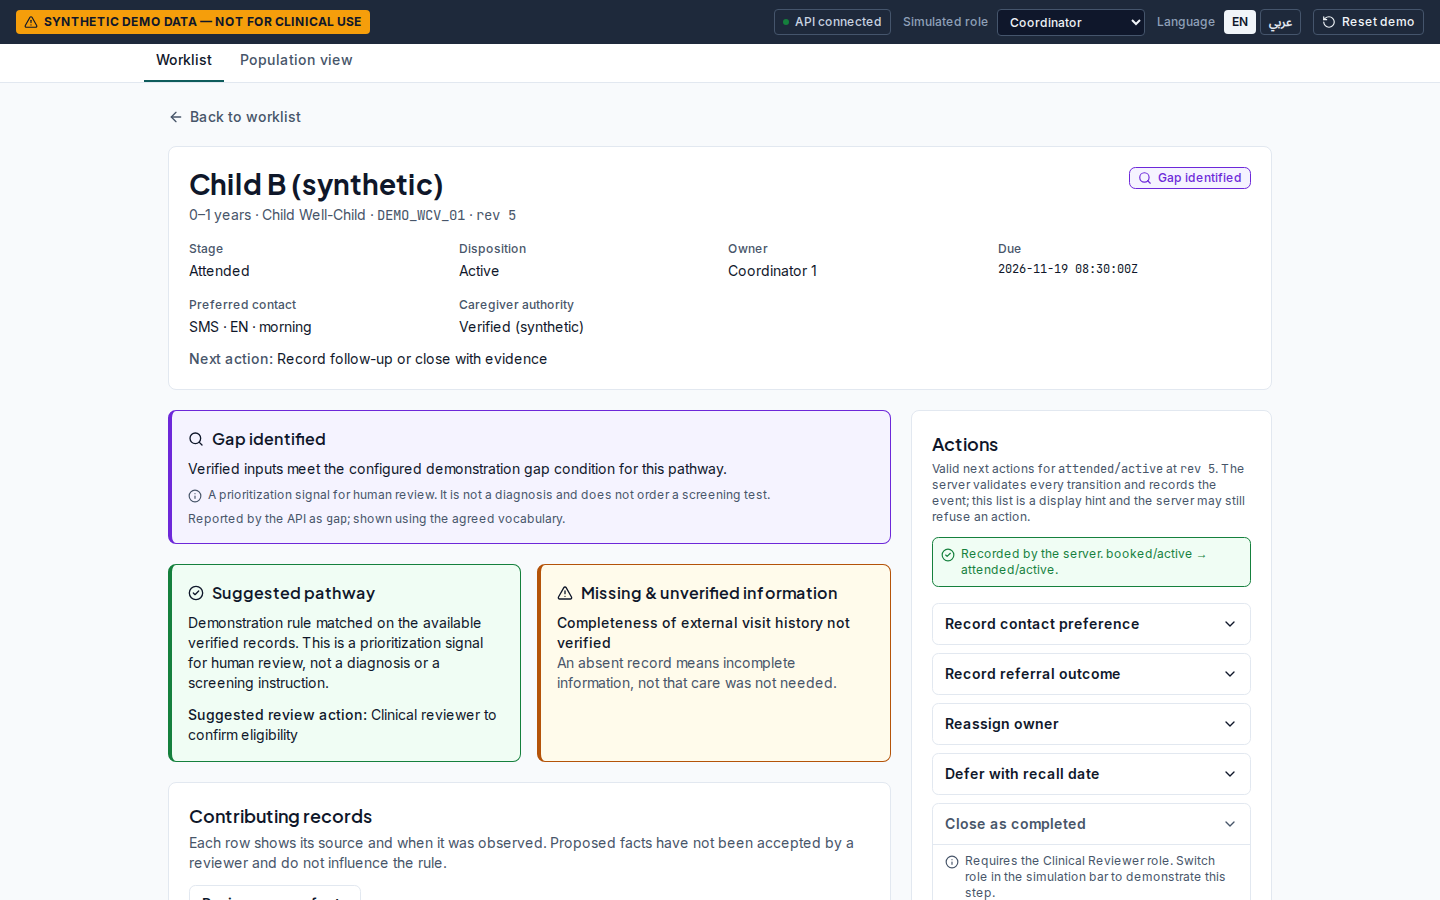 SYNTHETIC DEMO DATA — NOT FOR CLINICAL USE
API connected
Simulated role
Coordinator
Language
EN
عربي
Reset demo
Worklist
Population view
Back to worklist
Child B (synthetic)
Gap identified
0–1 years · Child Well-Child · DEMO_WCV_01 · rev 5
Stage
Disposition
Owner
Due
Attended
Active
Coordinator 1
2026-11-19 08:30:00Z
Preferred contact
Caregiver authority
SMS · EN · morning
Verified (synthetic)
Next action: Record follow-up or close with evidence
Gap identified
Verified inputs meet the configured demonstration gap condition for this pathway.
A prioritization signal for human review. It is not a diagnosis and does not order a screening test.
Reported by the API as gap; shown using the agreed vocabulary.
Suggested pathway
Demonstration rule matched on the available
verified records. This is a prioritization signal
for human review, not a diagnosis or a
screening instruction.
Suggested review action: Clinical reviewer to
confirm eligibility
Missing & unverified information
Completeness of external visit history not
verified
An absent record means incomplete
information, not that care was not needed.
Contributing records
Each row shows its source and when it was observed. Proposed facts have not been accepted by a
reviewer and do not influence the rule.
Actions
Valid next actions for attended/active at rev 5. The
server validates every transition and records the
event; this list is a display hint and the server may still
refuse an action.
Recorded by the server. booked/active →
attended/active.
Record contact preference
Record referral outcome
Reassign owner
Defer with recall date
Close as completed
Requires the Clinical Reviewer role. Switch
role in the simulation bar to demonstrate this
step.